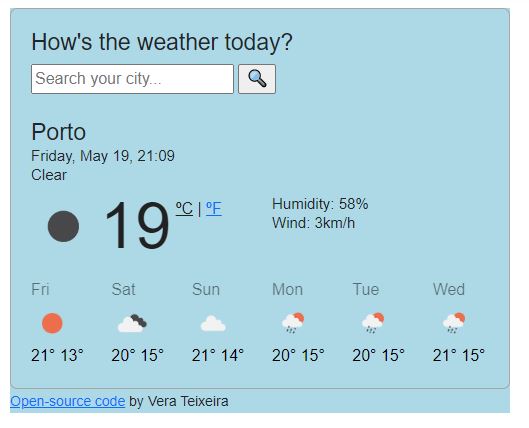 How's the weather today?
Search your city...
Porto
Friday, May 19, 21:09
Clear
19 ºC | ºF
Humidity: 58%
Wind: 3km/h
Fri Sat Sun Mon Tue Wed
21° 13° 20° 15° 21° 14° 20° 15° 20° 15° 21° 15°
Open-source code by Vera Teixeira